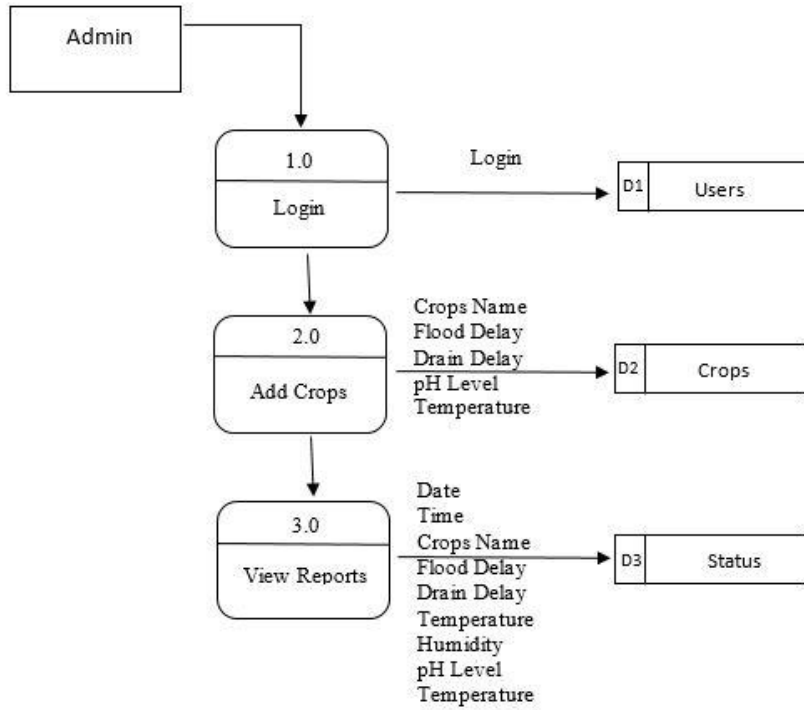 Admin
1.0
Login
Login
D1 Users
2.0
Add Crops
Crops Name
Flood Delay
Drain Delay
pH Level
Temperature
D2 Crops
3.0
View Reports
Date
Time
Crops Name
Flood Delay
Drain Delay
Temperature
Humidity
pH Level
Temperature
D3 Status